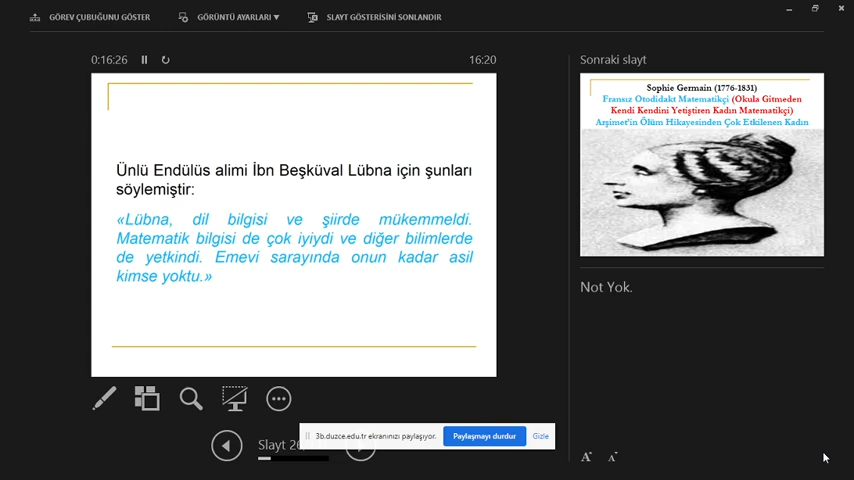 GÖREV ÇUBUĞUNU GÖSTER
GÖRÜNTÜ AYARLARI ▼
SLAYT GÖSTERİSİNİ SONLANDIR
0:16:26
16:20
Ünlü Endülüs alimi İbn Beşküval Lübna için şunları
söylemiştir:
«Lübna, dil bilgisi ve şiirde mükemmeldi.
Matematik bilgisi de çok iyiydi ve diğer bilimlerde
de yetkindi. Emevi sarayında onun kadar asil
kimse yoktu.»
Sonraki slayt
Sophie Germain (1776-1831)
Fransız Otodidakt Matematikçi (Okula Gitmeden
Kendi Kendini Yetiştiren Kadın Matematikçi)
Arşimet'in Ölüm Hikayesinden Çok Etkilenen Kadın
Not Yok.
Slayt
3b.duzce.edu.tr ekranınızı paylaşıyor.
Paylaşmayı durdur
Gizle
A A